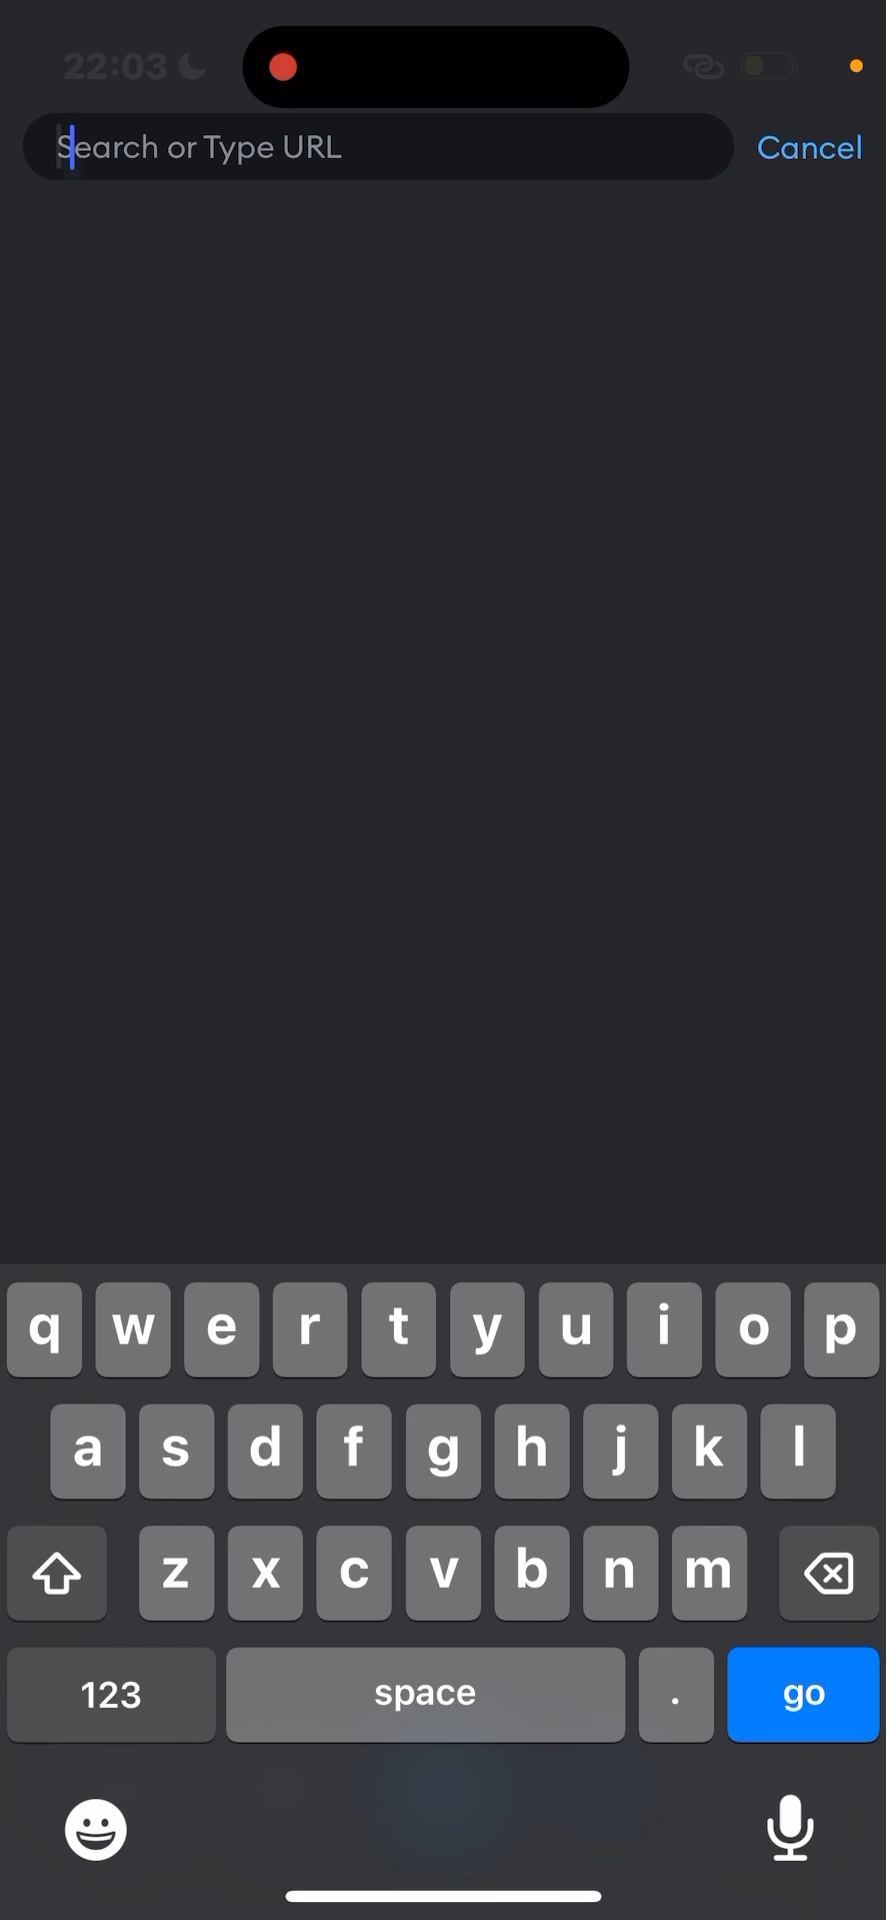 22:03
Search or Type URL Cancel
q w e r t y u i o p
a s d f g h j k l
z x c v b n m
123 space . go